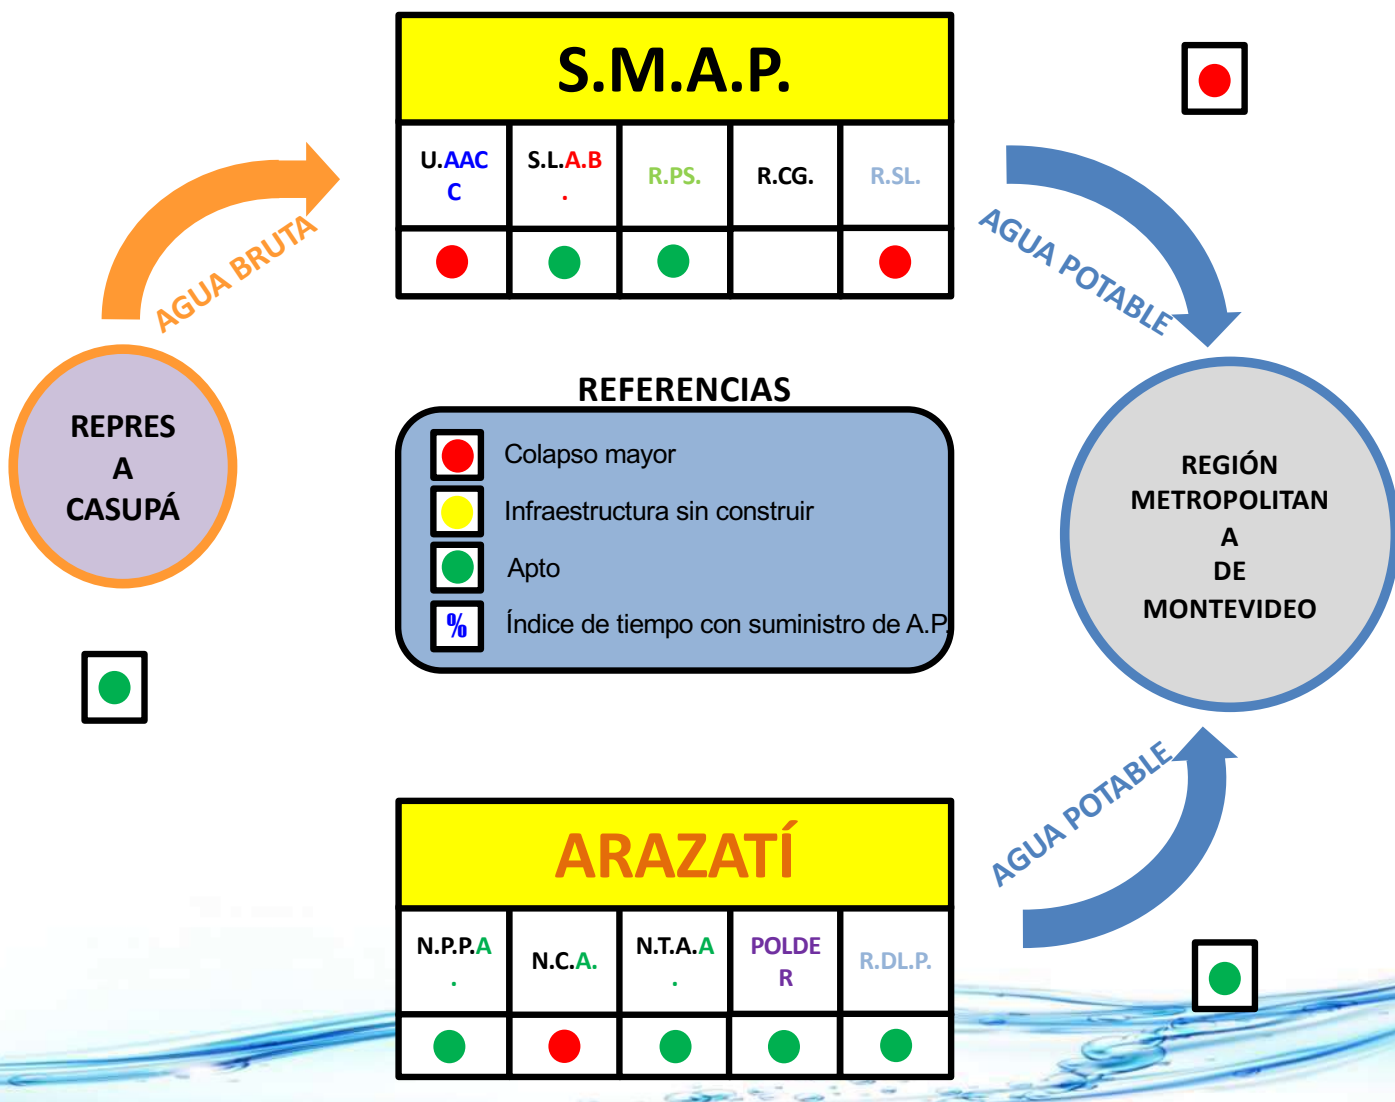 S.M.A.P.
U.AAC
C
S.L.A.B
.
R.PS.
R.CG.
R.SL.
AGUA BRUTA
AGUA POTABLE
REPRES
A
CASUPÁ
REFERENCIAS
Colapso mayor
Infraestructura sin construir
Apto
% Índice de tiempo con suministro de A.P.
REGIÓN
METROPOLITAN
A
DE
MONTEVIDEO
AGUA POTABLE
ARAZATÍ
N.P.P.A
.
N.C.A.
N.T.A.A
.
POLDE
R
R.DL.P.